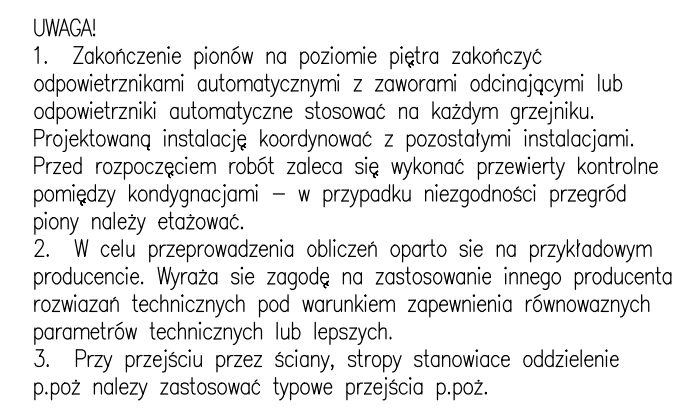 UWAGA!
1. Zakończenie pionów na poziomie piętra zakończyć
odpowietrznikami automatycznymi z zaworami odcinającymi lub
odpowietrzniki automatyczne stosować na każdym grzejniku.
Projektowaną instalację koordynować z pozostałymi instalacjami.
Przed rozpoczęciem robót zaleca się wykonać przewierty kontrolne
pomiędzy kondygnacjami – w przypadku niezgodności przegród
piony należy etażować.
2. W celu przeprowadzenia obliczeń oparto sie na przykładowym
producencie. Wyraża sie zagodę na zastosowanie innego producenta
rozwiazań technicznych pod warunkiem zapewnienia równowaznych
parametrów technicznych lub lepszych.
3. Przy przejściu przez ściany, stropy stanowiace oddzielenie
p.poż nalezy zastosować typowe przejścia p.poż.